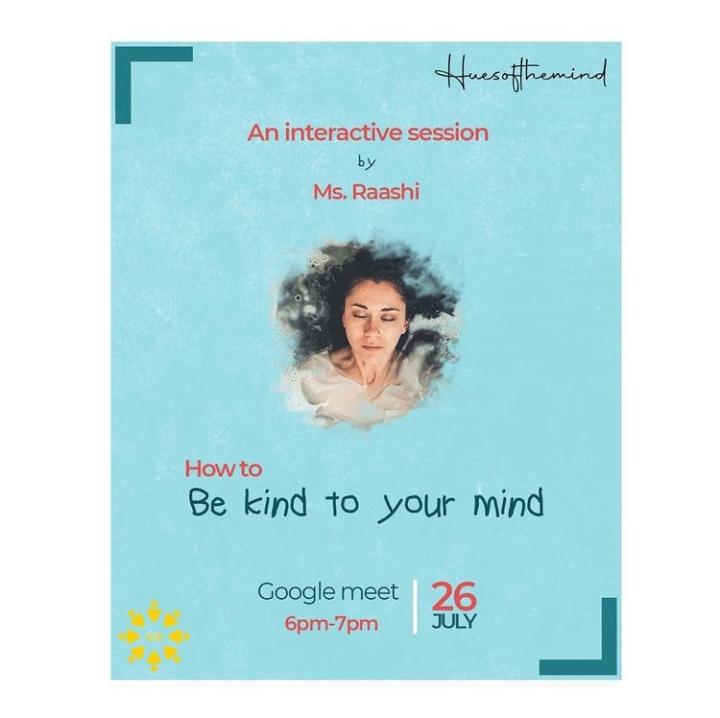 Huesofthemind
An interactive session
by
Ms. Raashi
How to
Be kind to your mind
Google meet
6pm-7pm
26
JULY